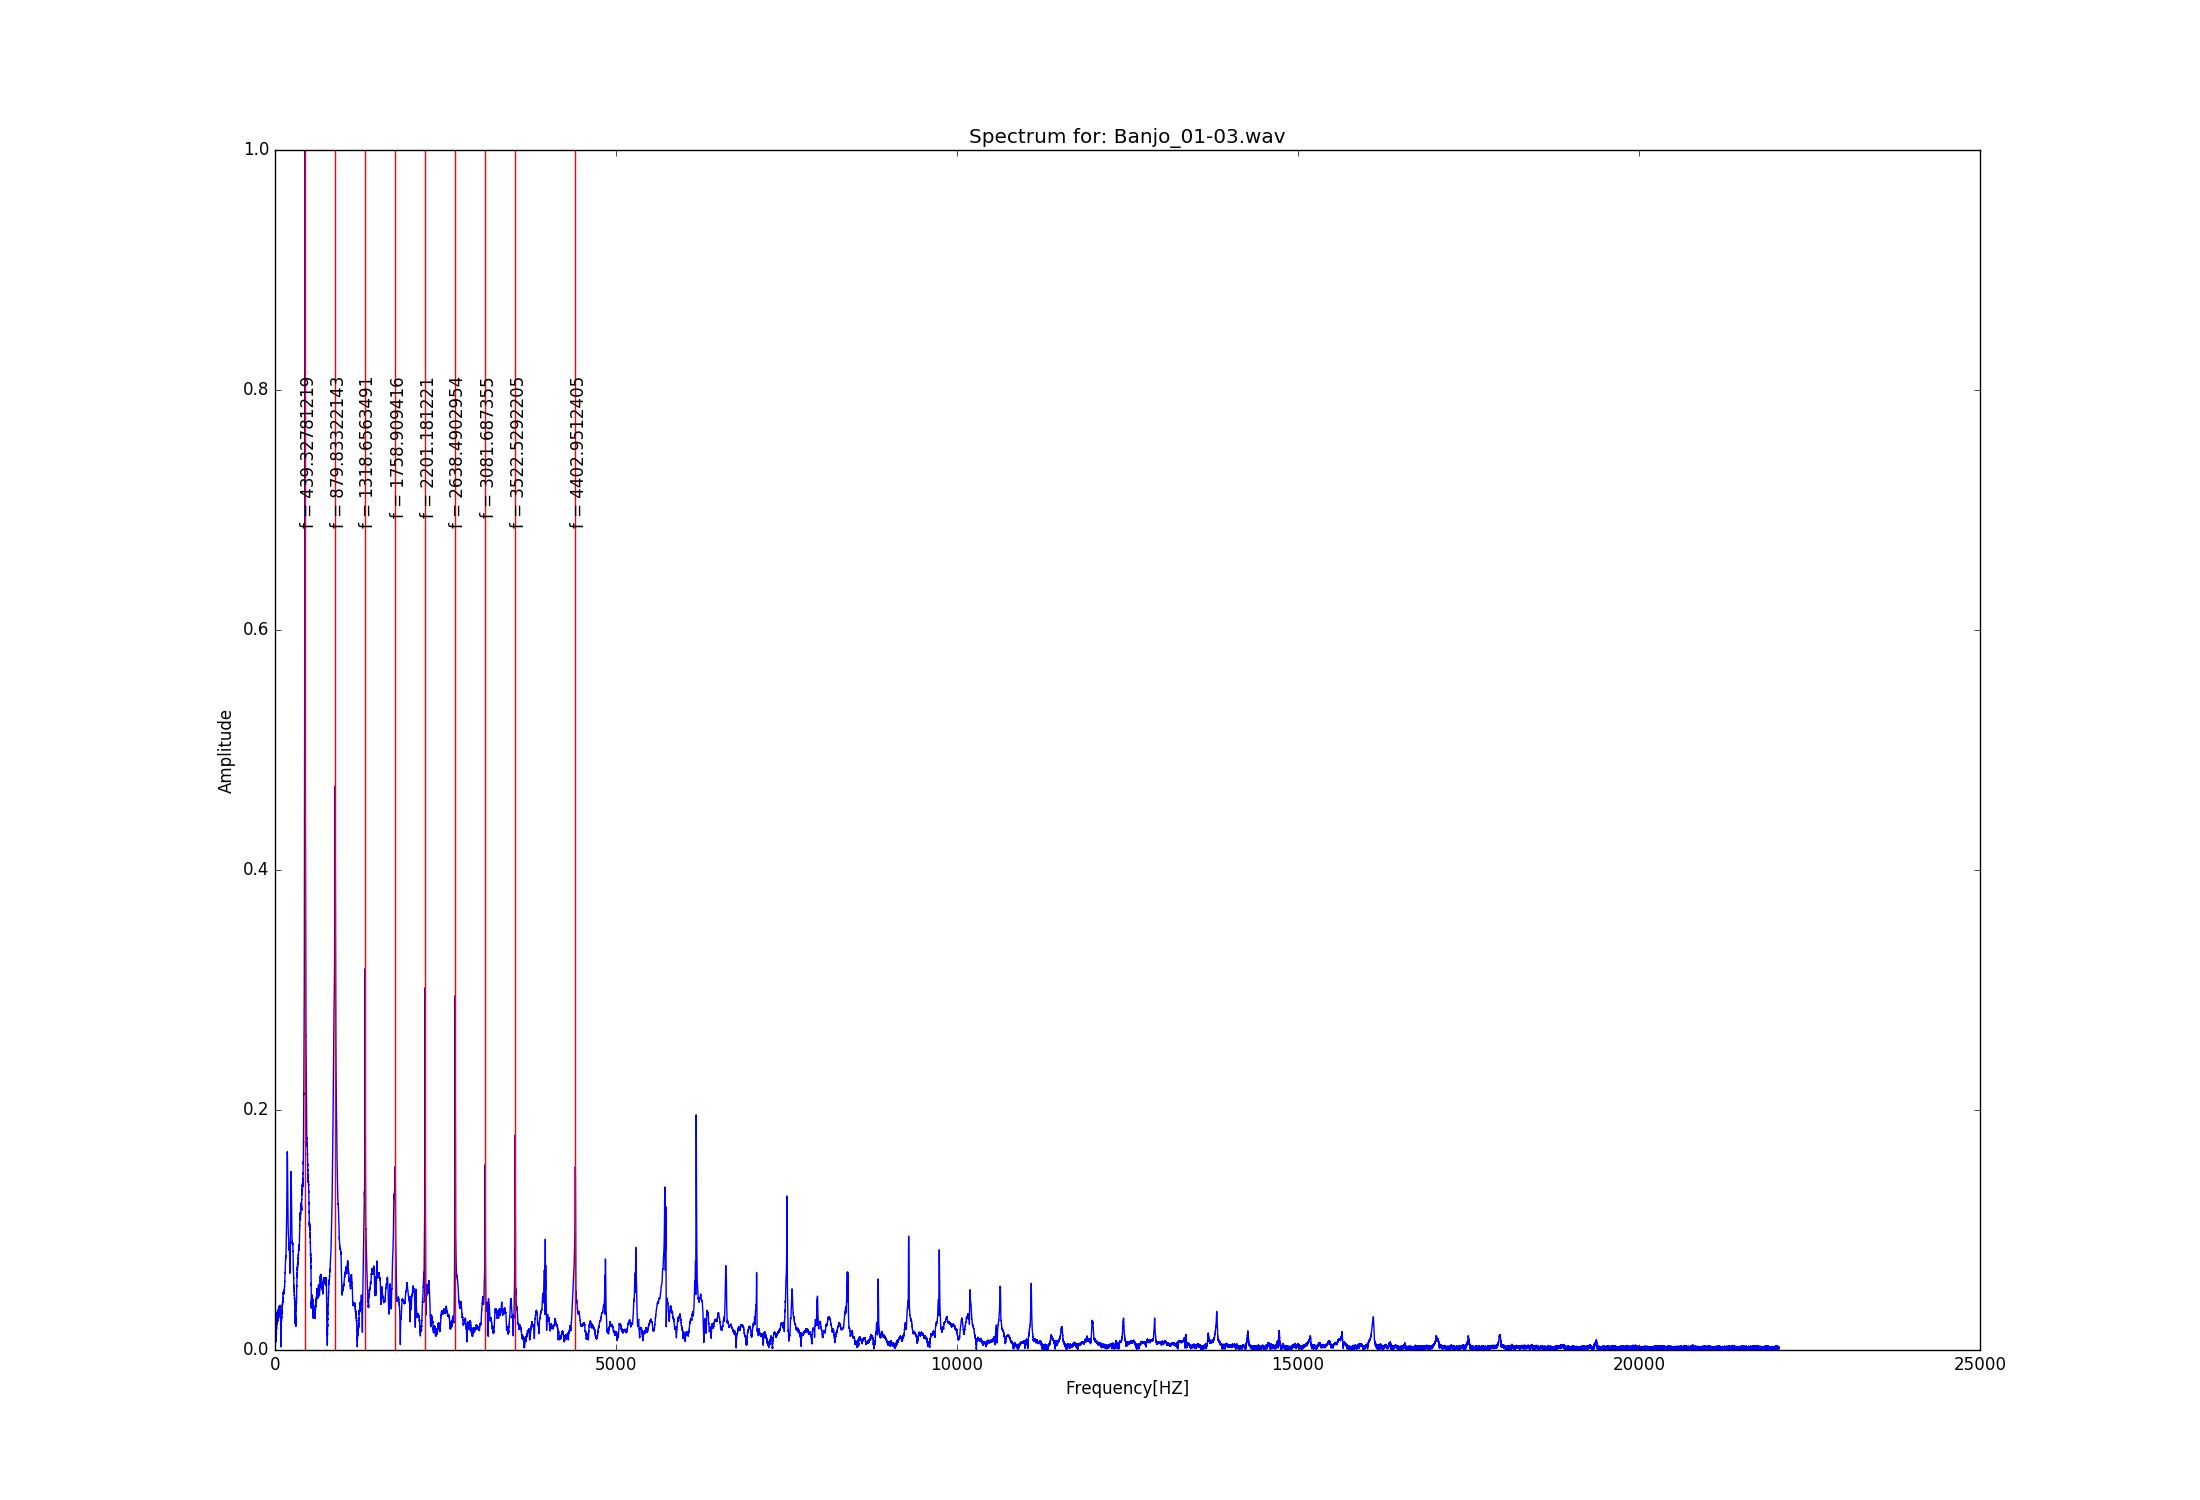 Spectrum for: Banjo_01-03.wav
1.0
0.8
0.6
0.4
0.2
0.0
Amplitude
f = 439.32781219
f = 879.83322143
f = 1318.6563491
f = 1758.909416
f = 2201.181221
f = 2638.4902954
f = 3081.687355
f = 3522.5292205
f = 4402.9512405
0
5000
10000
15000
20000
25000
Frequency[HZ]